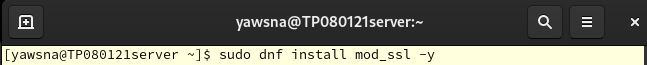 yawsna@TP080121server:~
[yawsna@TP080121server ~]$ sudo dnf install mod_ssl -y